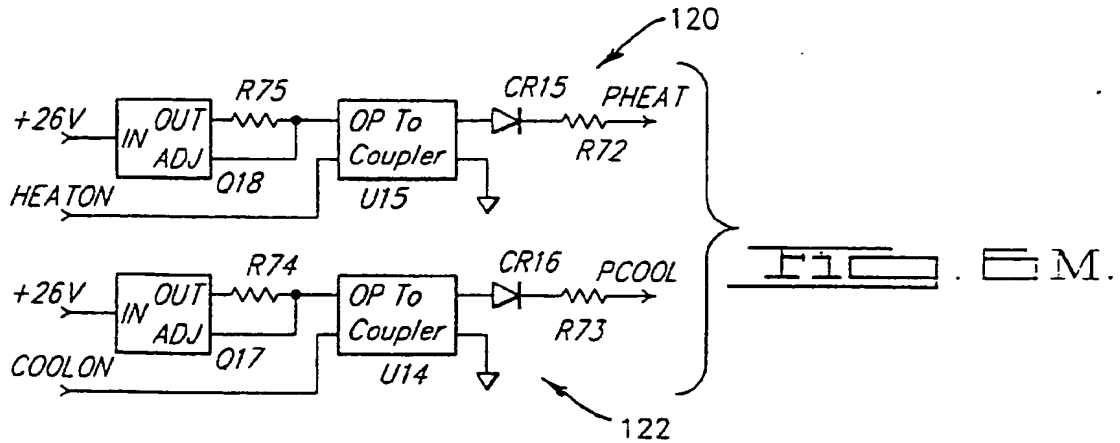 120
CR15
PHEAT
R75
+26V
IN
OUT
ADJ
OP To
Coupler
R72
Q18
U15
HEATON
R74
CR16
PCOOL
+26V
IN
OUT
ADJ
OP To
Coupler
R73
Q17
U14
COOLON
122
M.